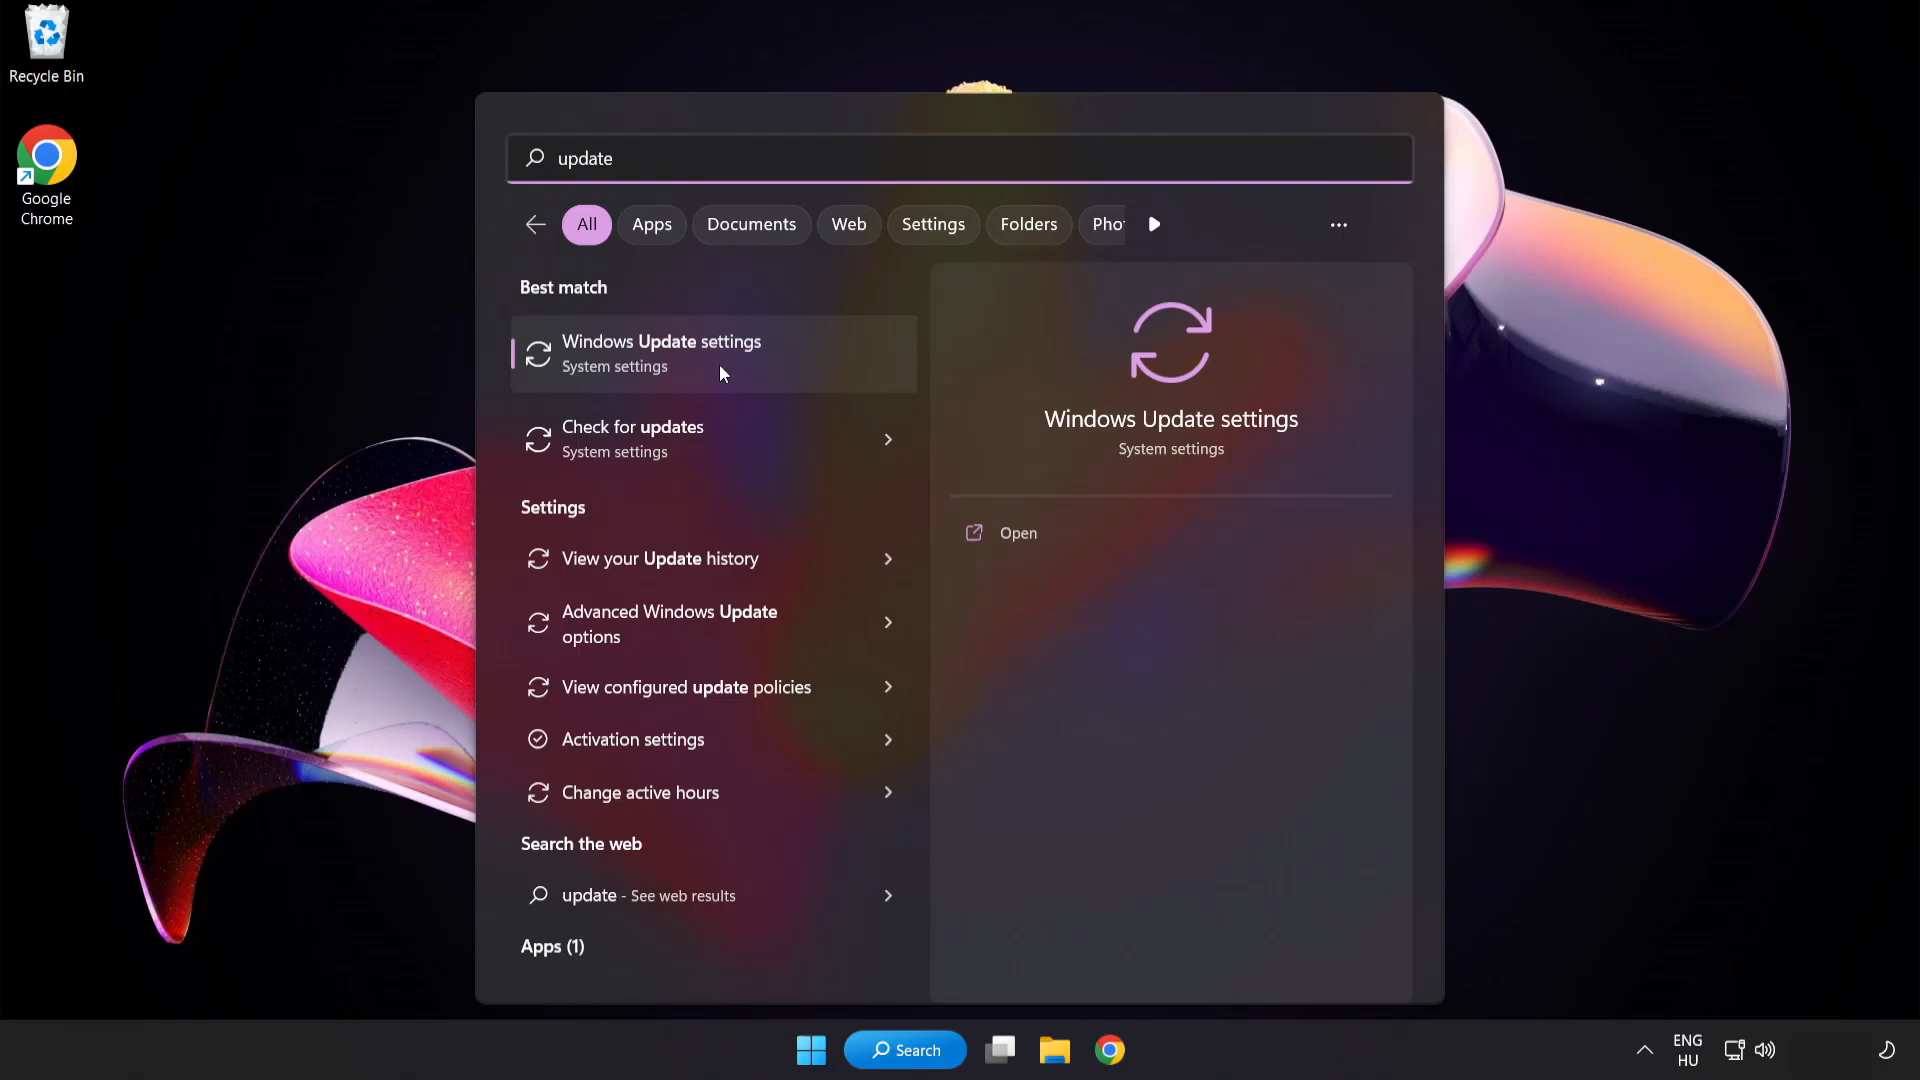 Recycle Bin
Google
Chrome
update
All
Apps
Documents
Web
Settings
Folders
Pho
Best match
Windows Update settings
System settings
Check for updates
System settings
Settings
View your Update history
Advanced Windows Update
options
View configured update policies
Activation settings
Change active hours
Search the web
update - See web results
Apps (1)
Windows Update settings
System settings
Open
Search
ENG
HU